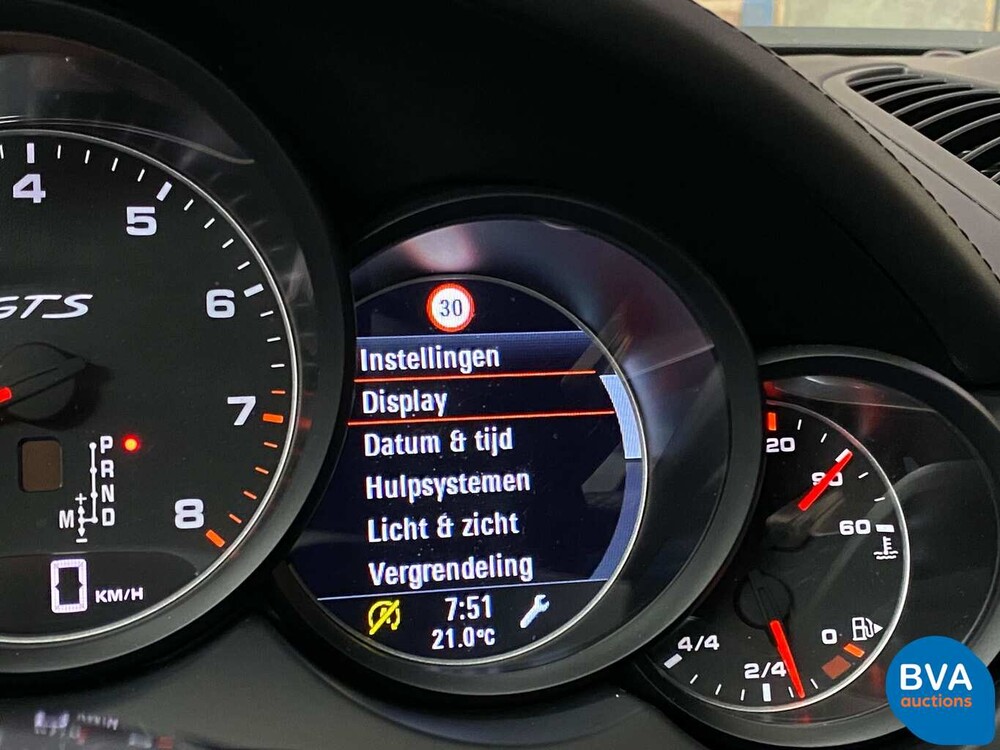 4
5
6
7
8
GTS
P
R
N
M D
+
-
0 KM/H
30
Instellingen
Display
Datum & tijd
Hulpsystemen
Licht & zicht
Vergrendeling
7:51
21.0°C
90
60
4/4
2/4
0
BVA
auctions